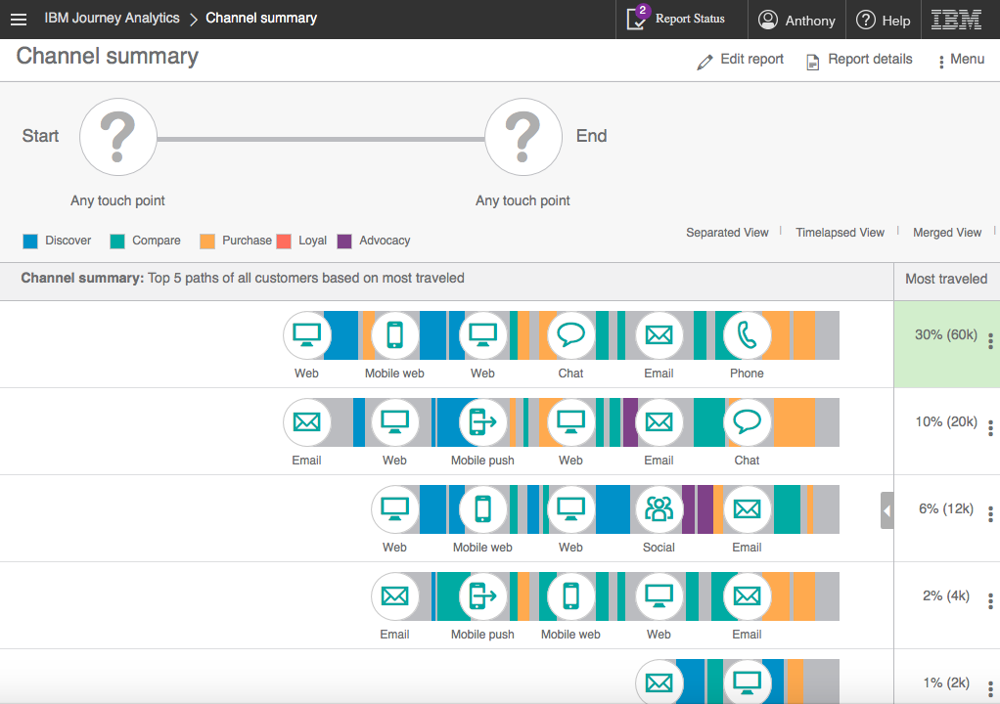 IBM Journey Analytics > Channel summary
2 Report Status
Anthony
? Help
IBM
Channel summary
Edit report
Report details
Menu
Start ? ? End
Any touch point Any touch point
Discover Compare Purchase Loyal Advocacy
Separated View | Timelapsed View | Merged View |
Channel summary: Top 5 paths of all customers based on most traveled
Most traveled
30% (60k)
Web Mobile web Web Chat Email Phone
10% (20k)
Email Web Mobile push Web Email Chat
6% (12k)
Web Mobile web Web Social Email
2% (4k)
Email Mobile push Mobile web Web Email
1% (2k)